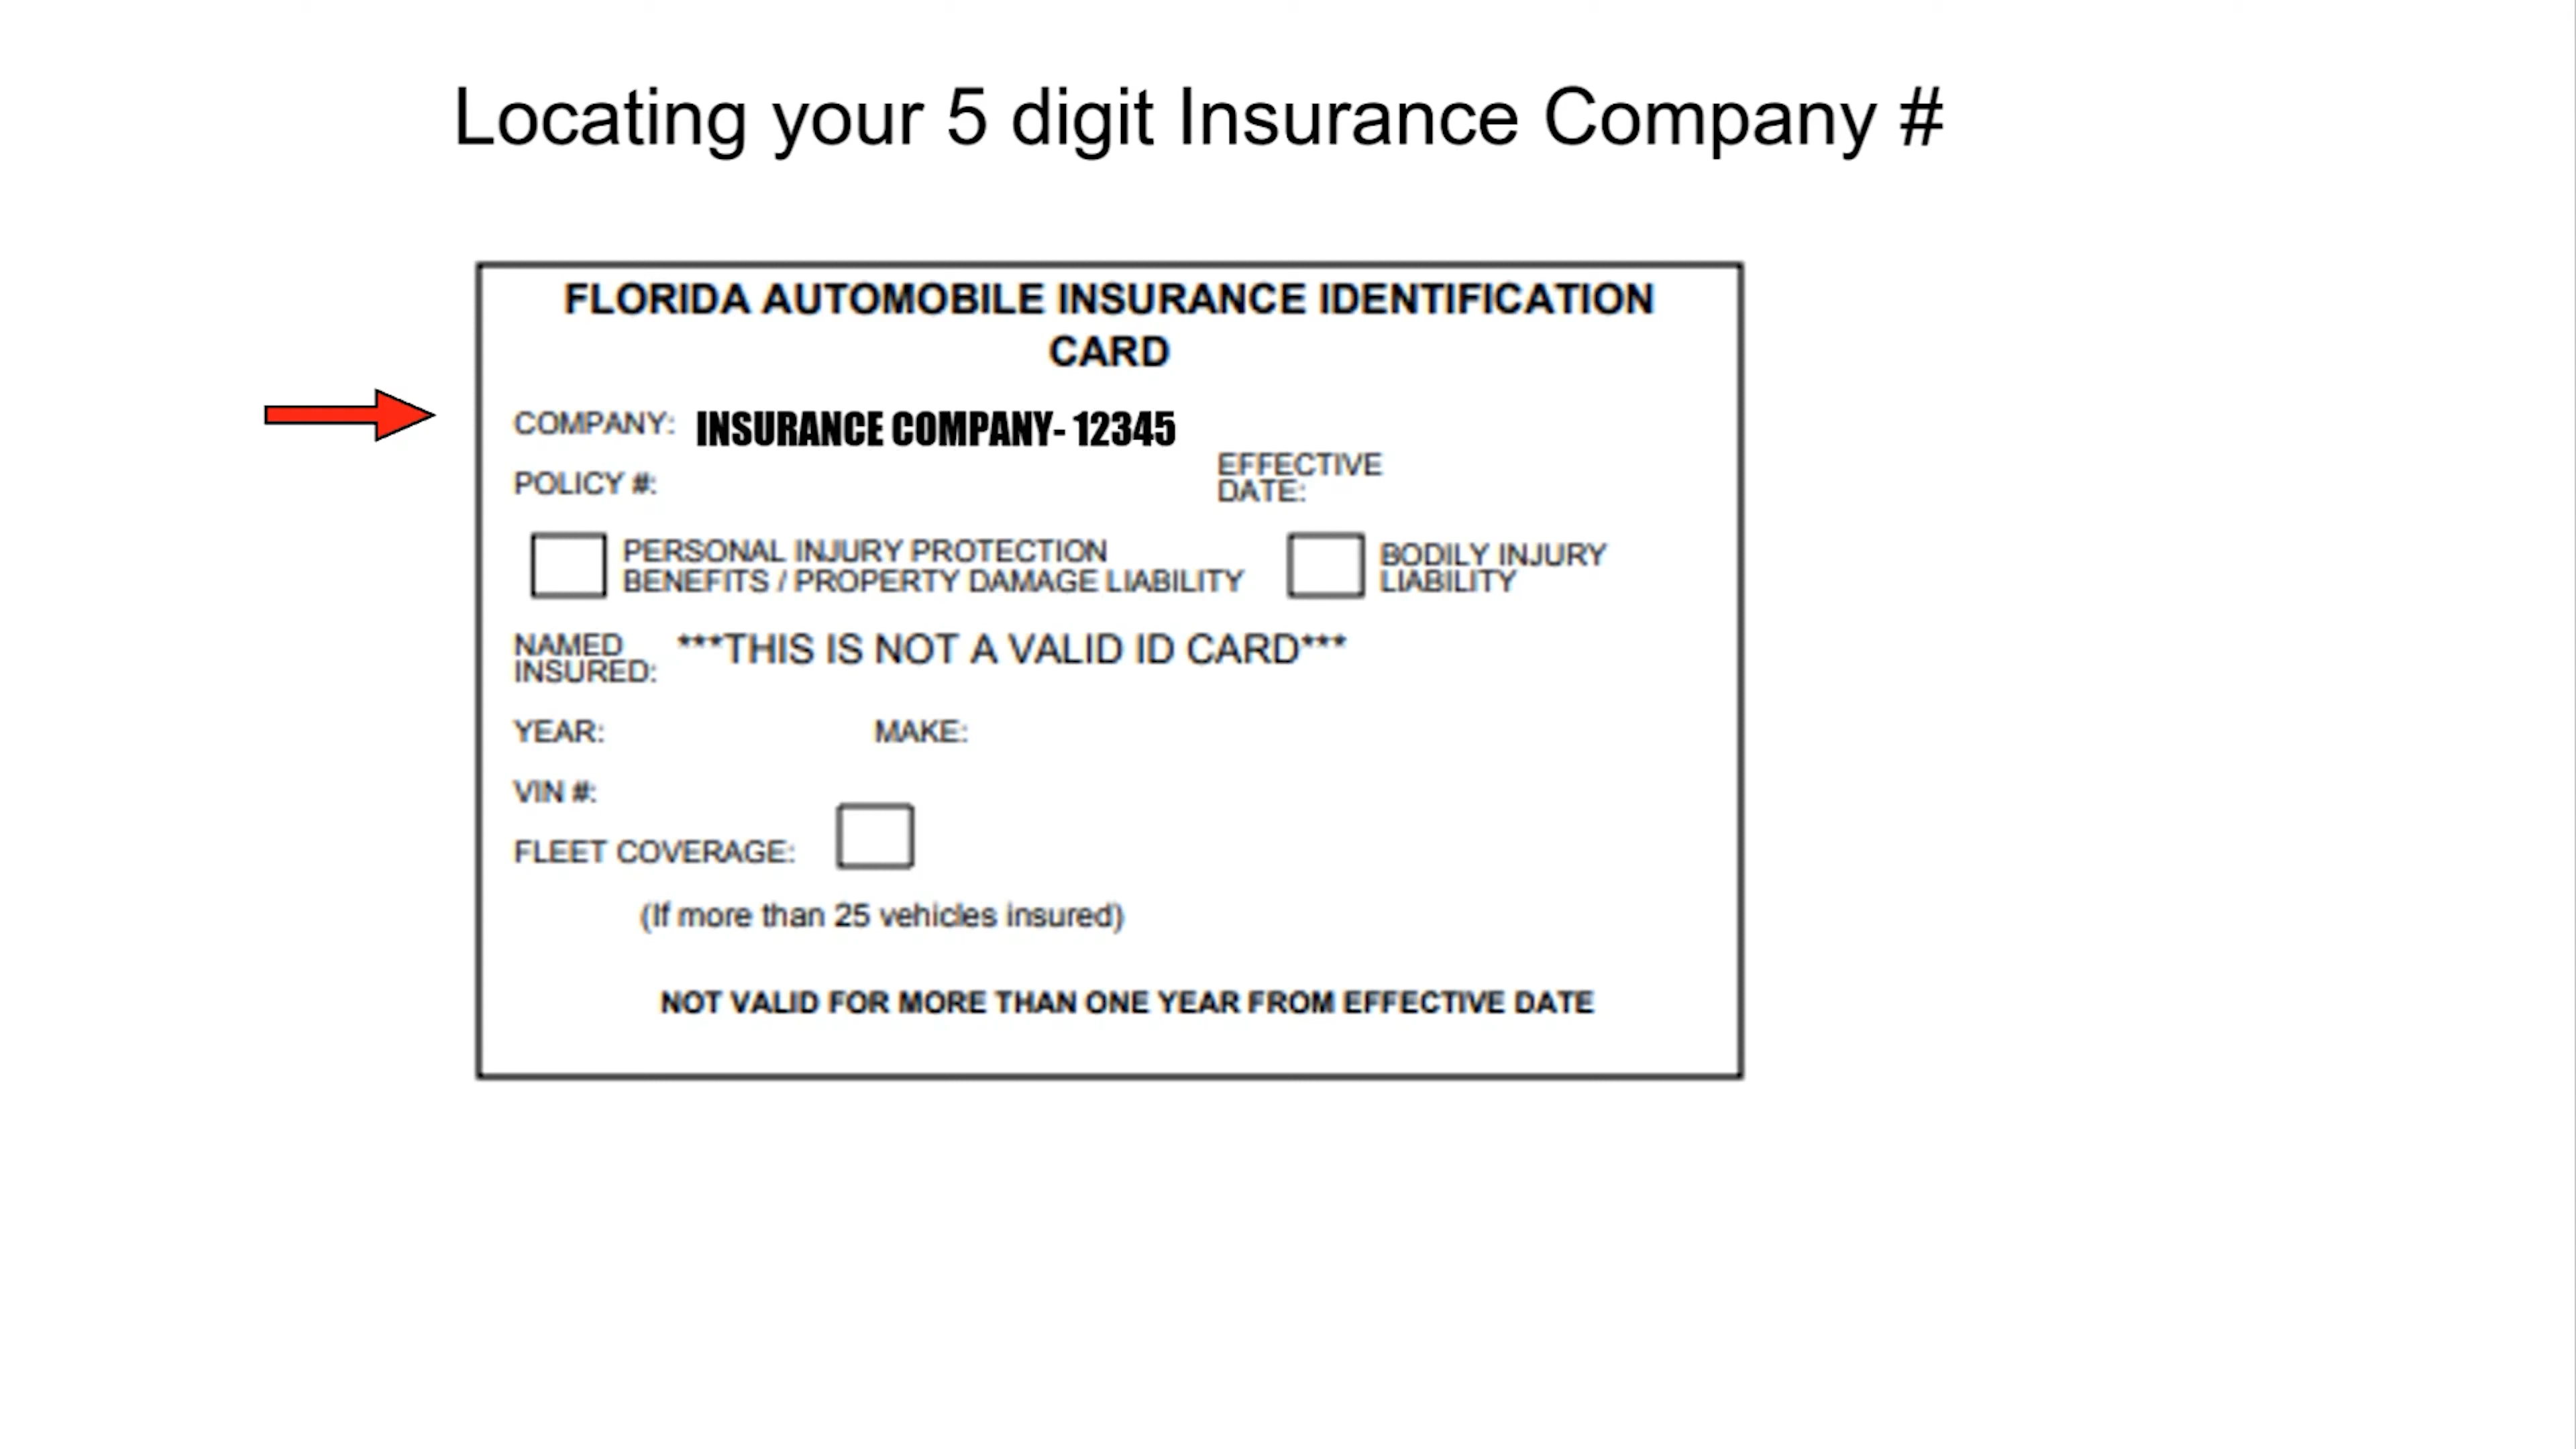 Locating your 5 digit Insurance Company #
FLORIDA AUTOMOBILE INSURANCE IDENTIFICATION
CARD
COMPANY: INSURANCE COMPANY- 12345
POLICY #: EFFECTIVE
DATE:
PERSONAL INJURY PROTECTION
BENEFITS / PROPERTY DAMAGE LIABILITY
BODILY INJURY
LIABILITY
NAMED
INSURED: ***THIS IS NOT A VALID ID CARD***
YEAR: MAKE:
VIN #:
FLEET COVERAGE:
(If more than 25 vehicles insured)
NOT VALID FOR MORE THAN ONE YEAR FROM EFFECTIVE DATE